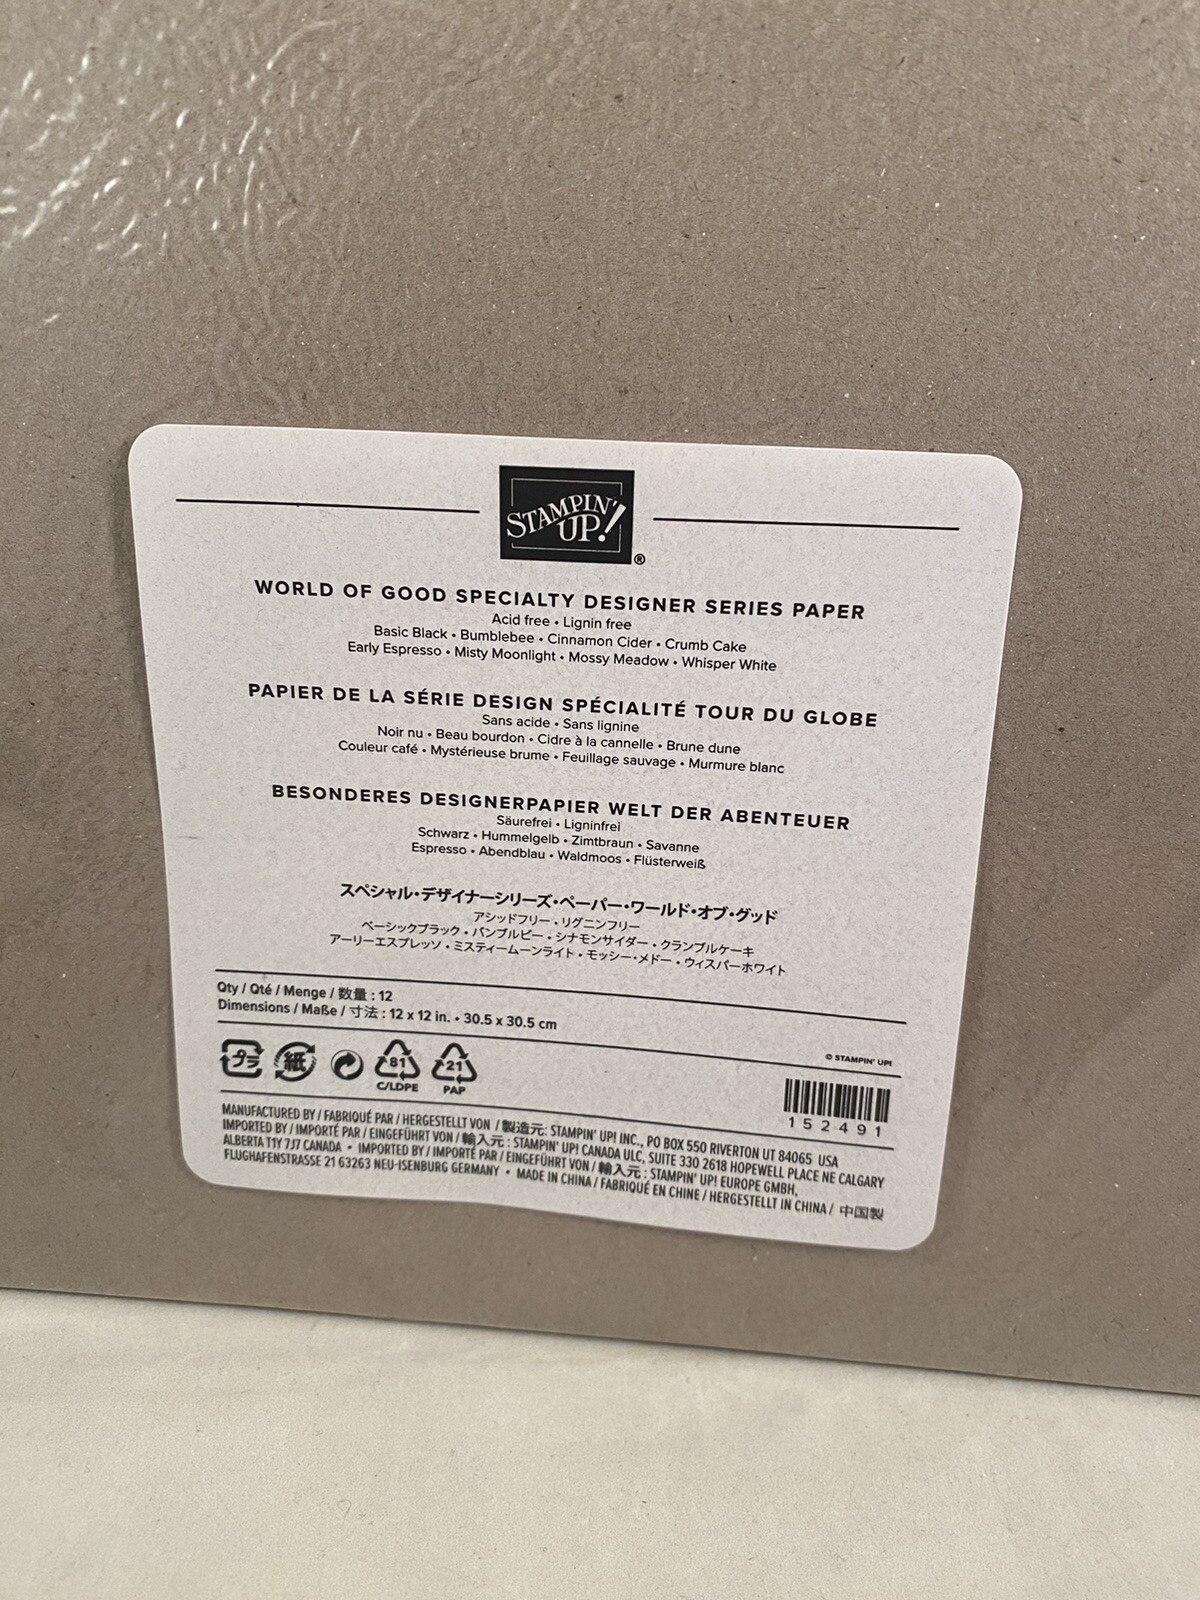 STAMPIN' UP!®
WORLD OF GOOD SPECIALTY DESIGNER SERIES PAPER
Acid free • Lignin free
Basic Black • Bumblebee • Cinnamon Cider • Crumb Cake
Early Espresso • Misty Moonlight • Mossy Meadow • Whisper White
PAPIER DE LA SÉRIE DESIGN SPÉCIALITÉ TOUR DU GLOBE
Sans acide • Sans lignine
Noir nu • Beau bourdon • Cidre à la cannelle • Brune dune
Couleur café • Mystérieuse brume • Feuillage sauvage • Murmure blanc
BESONDERES DESIGNERPAPIER WELT DER ABENTEUER
Säurefrei • Ligninfrei
Schwarz • Hummelgelb • Zimtbraun • Savanne
Espresso • Abendblau • Waldmoos • Flüsterweiß
スペシャル・デザイナーシリーズ・ペーパー・ワールド・オブ・グッド
アシッドフリー・リグニンフリー
ベーシックブラック・バンブルビー・シナモンサイダー・クランブルケーキ
アーリーエスプレッソ・ミスティームーンライト・モッシー・メドー・ウィスパーホワイト
Qty / Qté / Menge / 数量 : 12
Dimensions / Maße / 寸法 : 12 x 12 in. • 30.5 x 30.5 cm
© STAMPIN' UP!
プラ 紙 81 21
C/LDPE PAP
152491
MANUFACTURED BY / FABRIQUÉ PAR / HERGESTELLT VON / 製造元: STAMPIN' UP! INC., PO BOX 550 RIVERTON UT 84065 USA
IMPORTED BY / IMPORTÉ PAR / EINGEFÜHRT VON / 輸入元 : STAMPIN' UP! CANADA ULC, SUITE 330 2618 HOPEWELL PLACE NE CALGARY
ALBERTA T1Y 7J7 CANADA • IMPORTED BY / IMPORTÉ PAR / EINGEFÜHRT VON / 輸入元 : STAMPIN' UP! EUROPE GMBH,
FLUGHAFENSTRASSE 21 63263 NEU-ISENBURG GERMANY • MADE IN CHINA / FABRIQUÉ EN CHINE / HERGESTELLT IN CHINA / 中国製